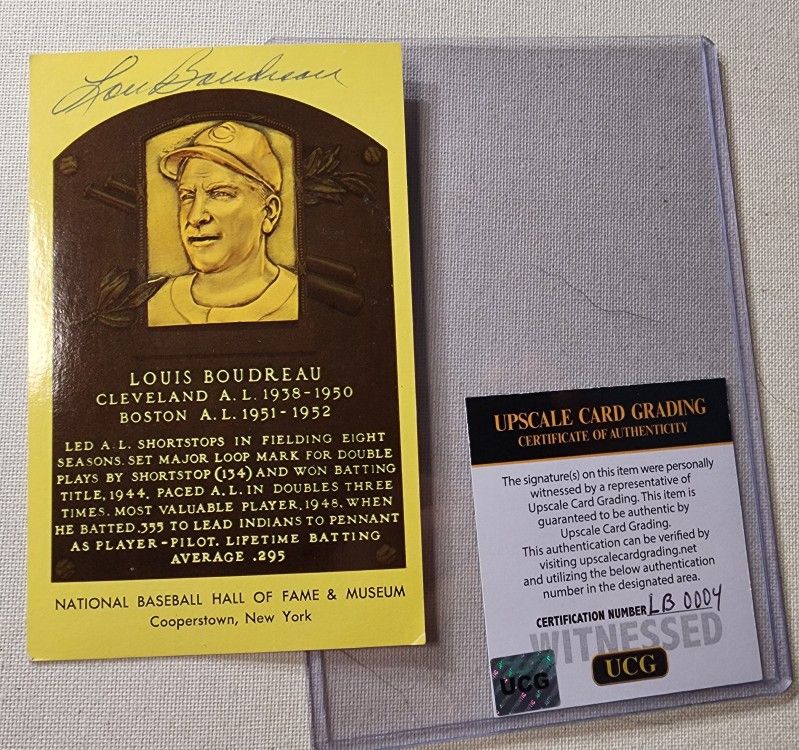 Lou Boudreau
C
LOUIS BOUDREAU
CLEVELAND A.L. 1938-1950
BOSTON A.L. 1951-1952
LED A.L. SHORTSTOPS IN FIELDING EIGHT
SEASONS. SET MAJOR LOOP MARK FOR DOUBLE
PLAYS BY SHORTSTOP (134) AND WON BATTING
TITLE, 1944. PACED A.L. IN DOUBLES THREE
TIMES. MOST VALUABLE PLAYER, 1948, WHEN
HE BATTED .355 TO LEAD INDIANS TO PENNANT
AS PLAYER-PILOT. LIFETIME BATTING
AVERAGE .295
NATIONAL BASEBALL HALL OF FAME & MUSEUM
Cooperstown, New York
UPSCALE CARD GRADING
CERTIFICATE OF AUTHENTICITY
The signature(s) on this item were personally
witnessed by a representative of
Upscale Card Grading. This item is
guaranteed to be authentic by
Upscale Card Grading.
This authentication can be verified by
visiting upscalecardgrading.net
and utilizing the below authentication
number in the designated area.
CERTIFICATION NUMBER LB 0004
WITNESSED
UCG
UCG